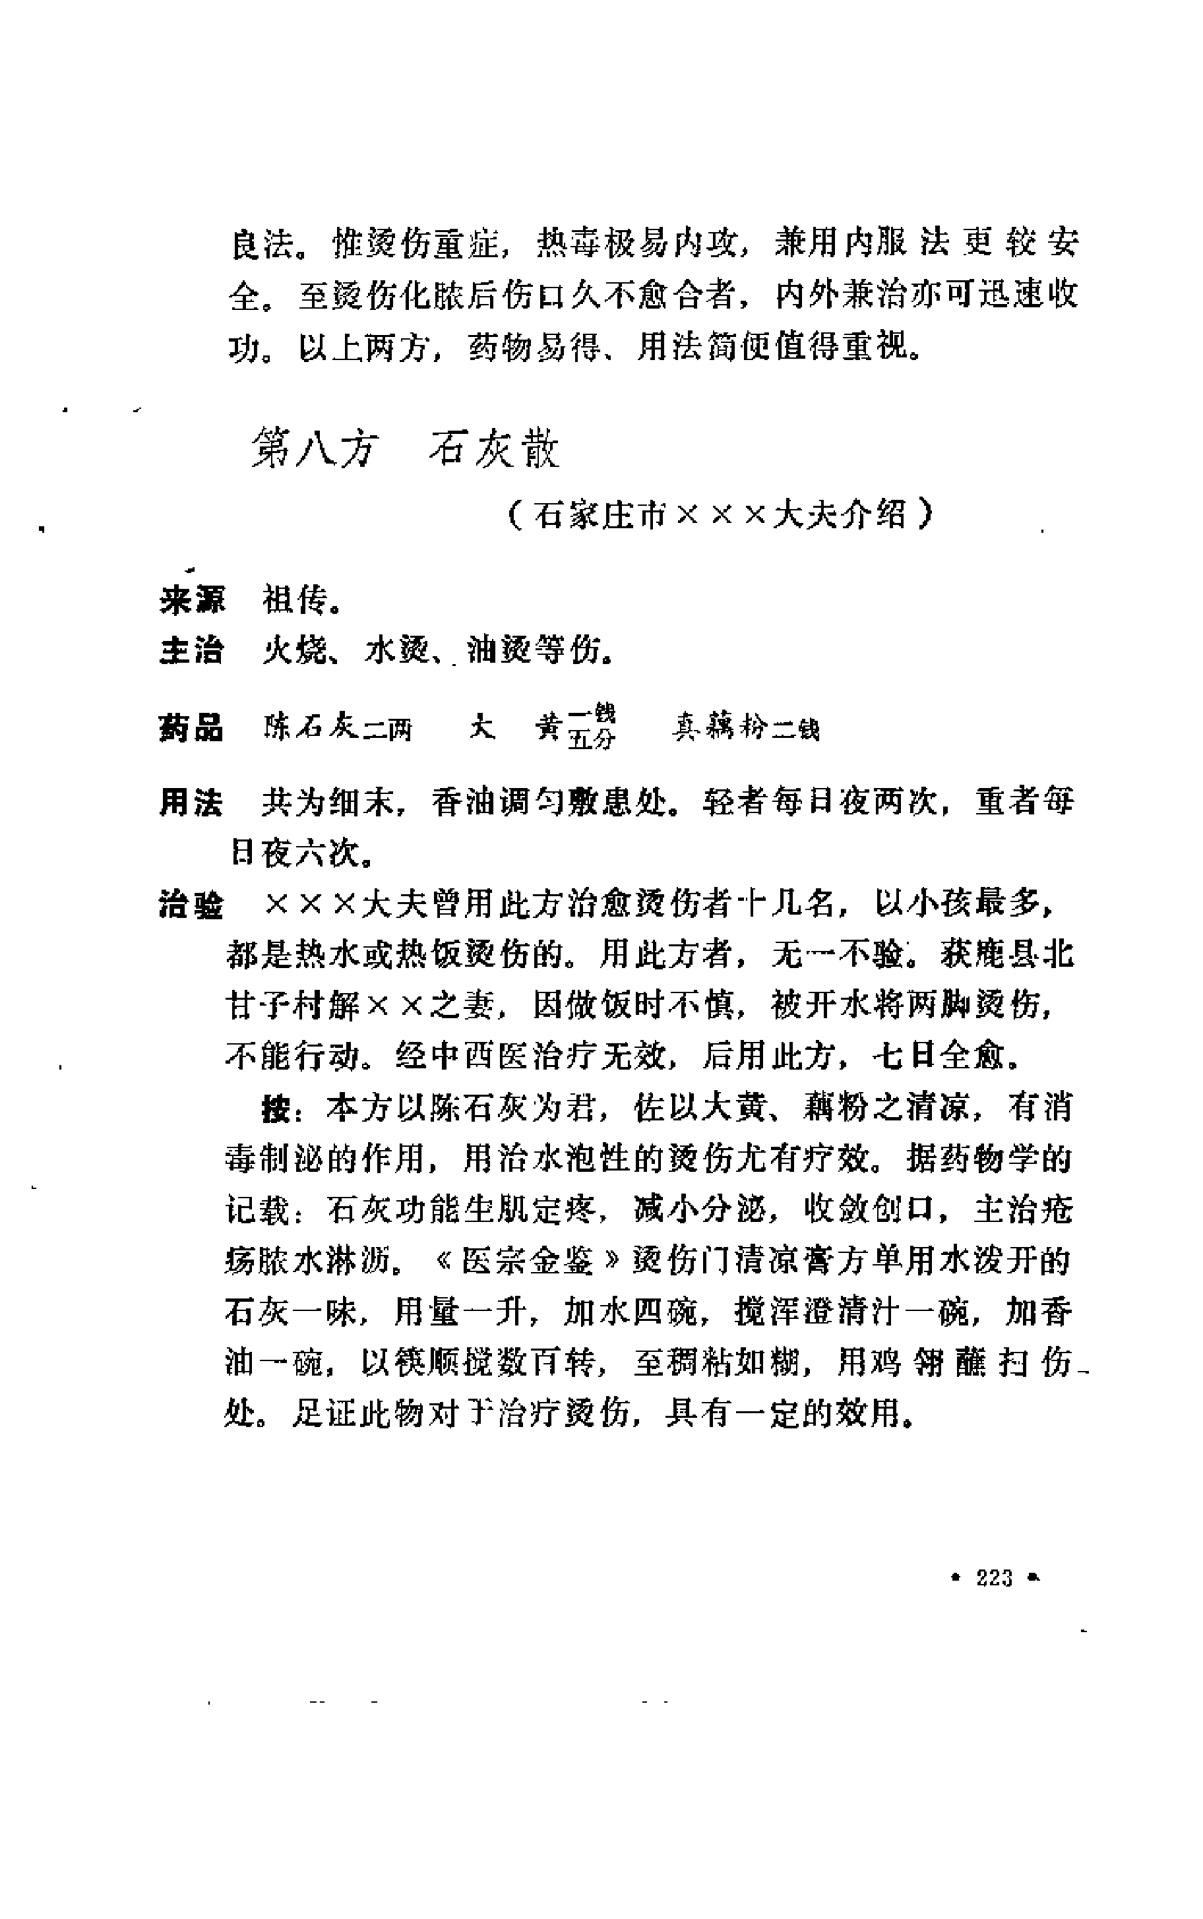 良法。推烫伤重症，热毒极易内攻，兼用内服法更较安
全。至烫伤化脓后伤口久不愈合者，内外兼治亦可迅速收
功。以上两方，药物易得、用法简便值得重视。
第八方　石灰散
（石家庄市×××大夫介绍）
来源　祖传。
主治　火烧、水烫、油烫等伤。
药品　陈石灰二两　大　黄一钱五分　真藕粉二钱
用法　共为细末，香油调匀敷患处。轻者每日夜两次，重者每
日夜六次。
治验　×××大夫曾用此方治愈烫伤者十几名，以小孩最多，
都是热水或热饭烫伤的。用此方者，无一不验。获鹿县北
甘子村解××之妻，因做饭时不慎，被开水将两脚烫伤，
不能行动。经中西医治疗无效，后用此方，七日全愈。
按：本方以陈石灰为君，佐以大黄、藕粉之清凉，有消
毒制泌的作用，用治水泡性的烫伤尤有疗效。据药物学的
记载：石灰功能生肌定疼，减小分泌，收敛创口，主治疮
疡脓水淋沥。《医宗金鉴》烫伤门清凉膏方单用水泼开的
石灰一味，用量一升，加水四碗，搅浑澄清汁一碗，加香
油一碗，以筷顺搅数百转，至稠粘如糊，用鸡翎蘸扫伤
处。足证此物对于治疗烫伤，具有一定的效用。
• 223 •